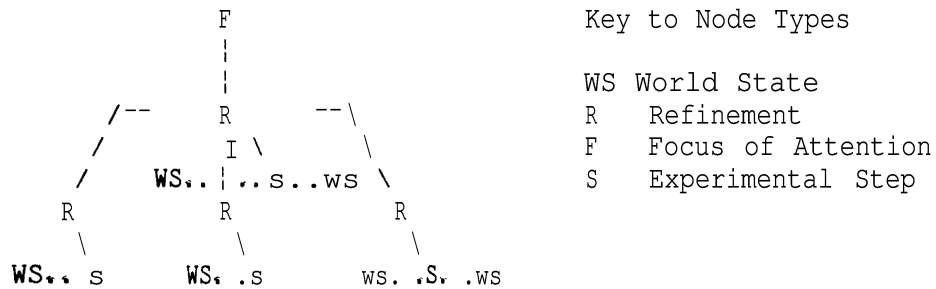 F Key to Node Types
WS World State
/-- R --\ R Refinement
I \ F Focus of Attention
WS.. ..s..ws S Experimental Step
R R R
WS.. s WS. .s ws. .S. .ws